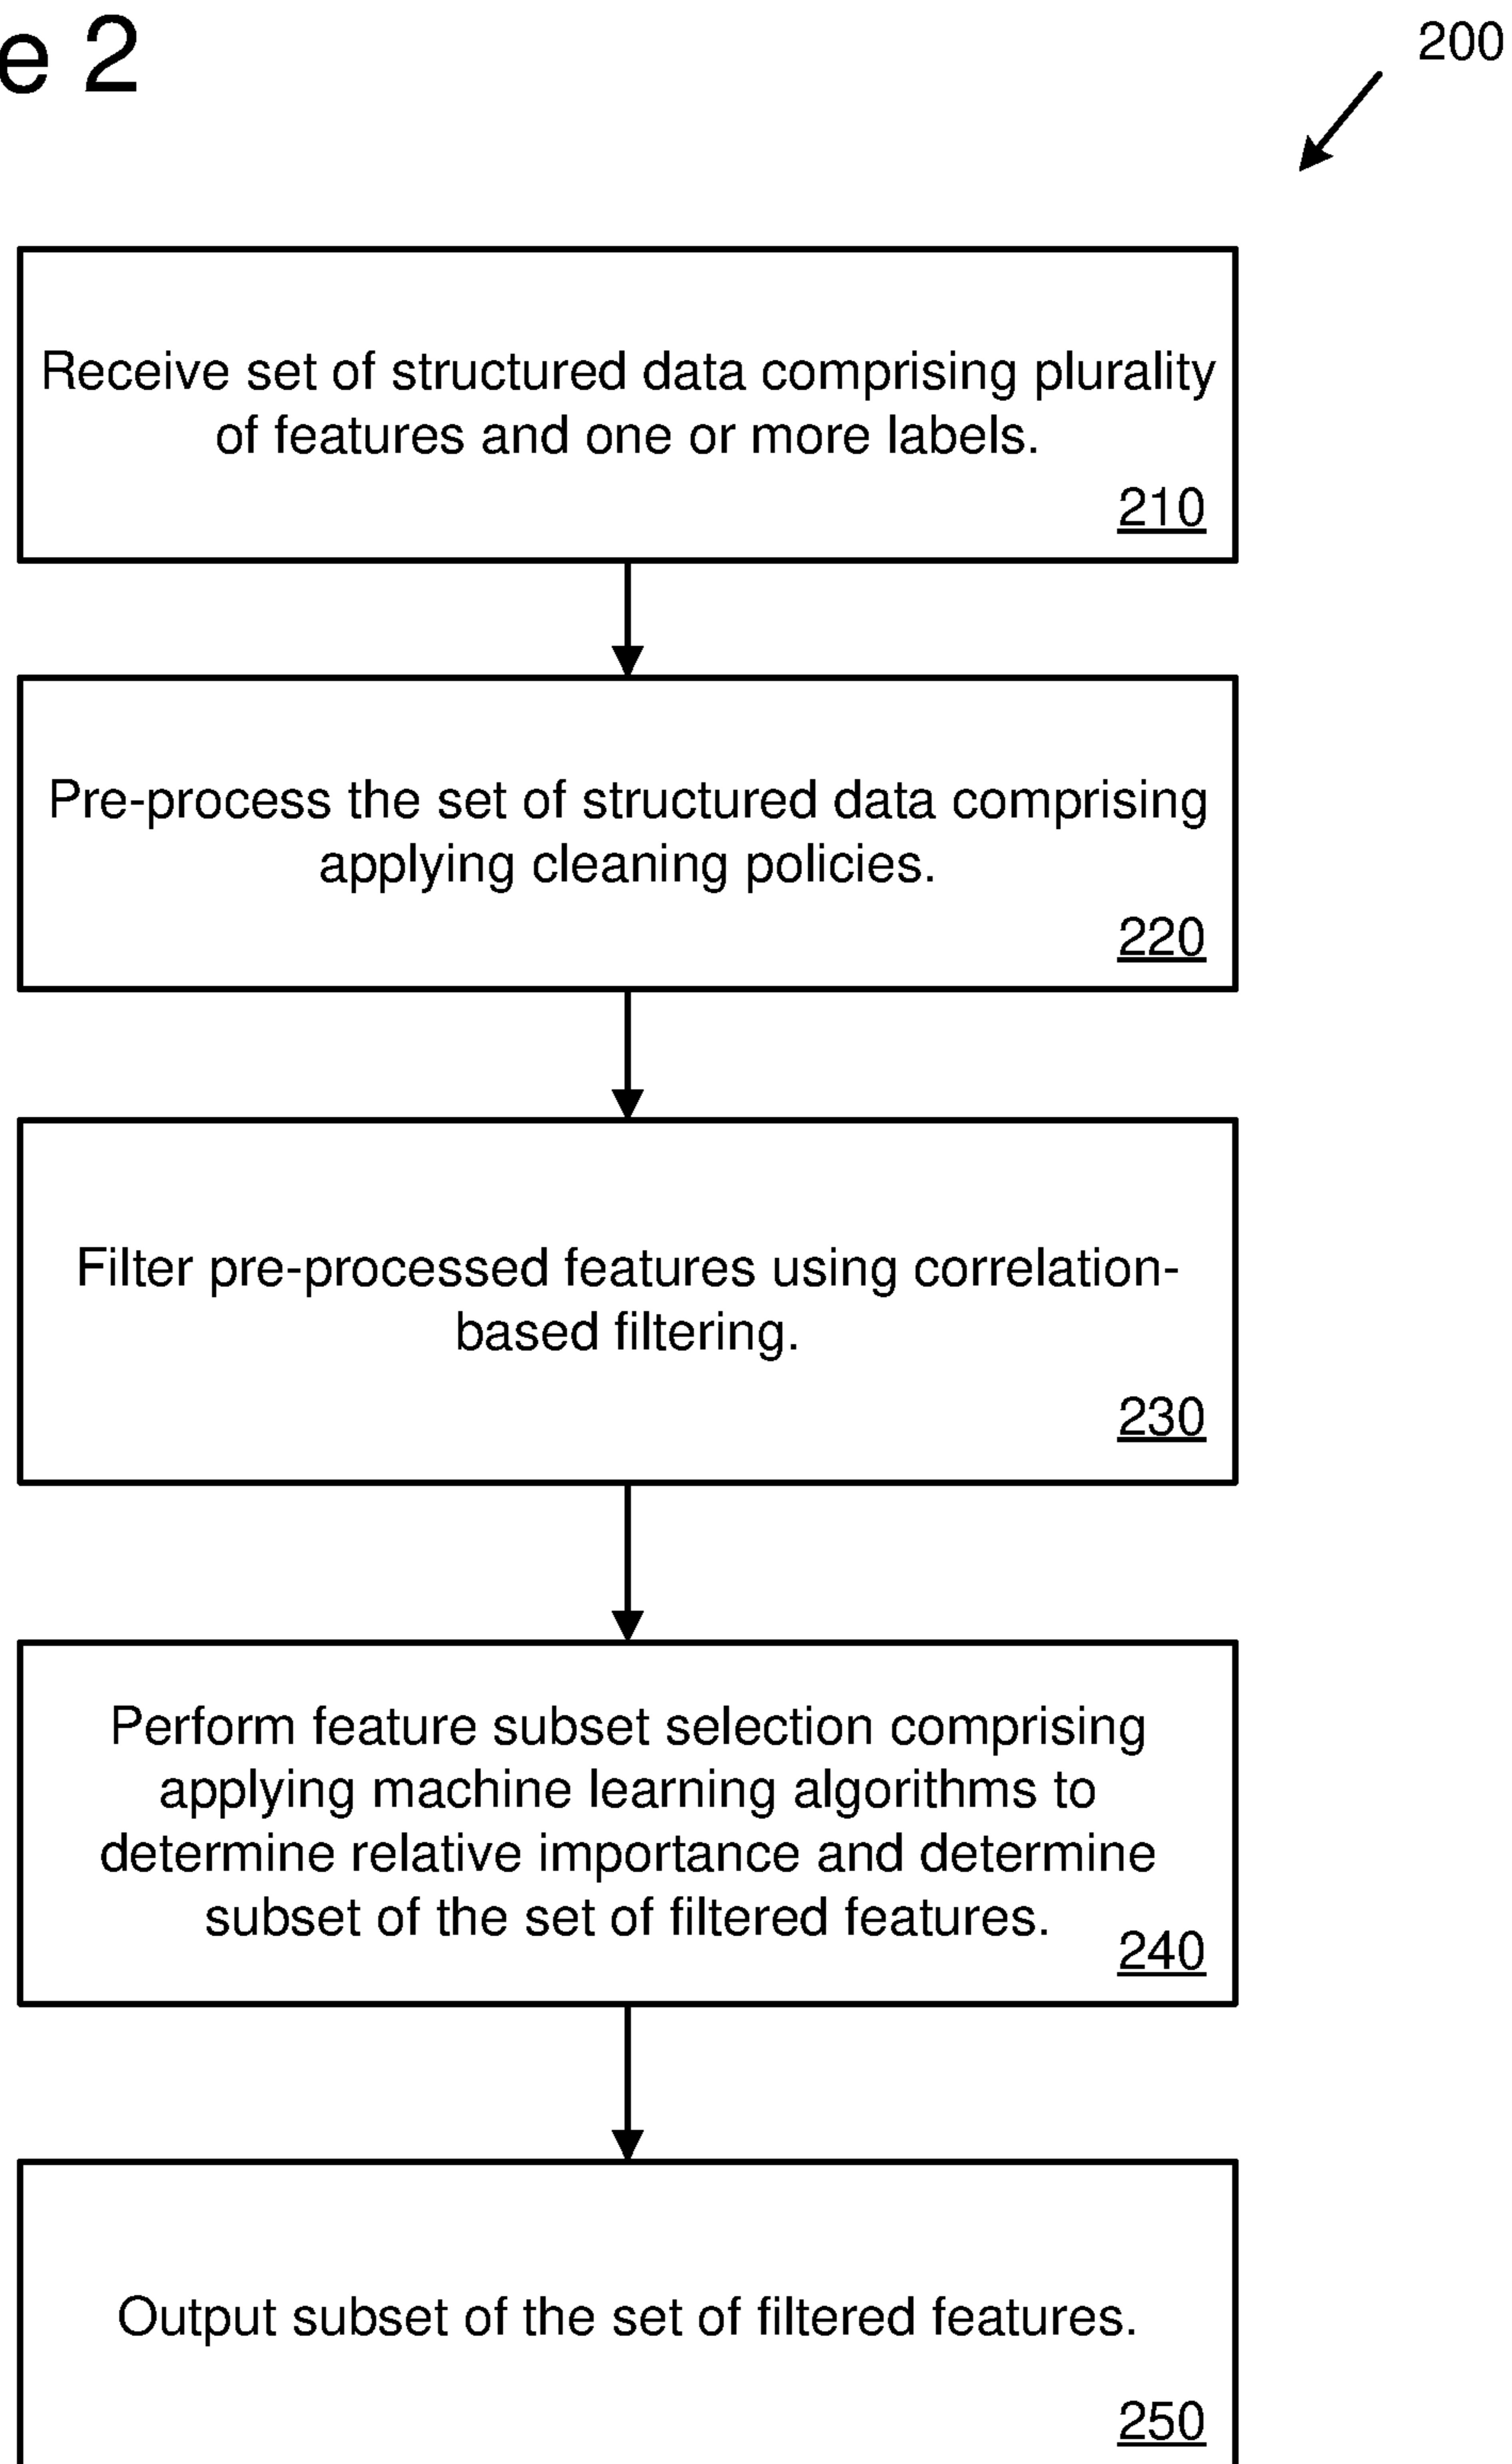 e 2
200
Receive set of structured data comprising plurality
of features and one or more labels.
210
Pre-process the set of structured data comprising
applying cleaning policies.
220
Filter pre-processed features using correlation-
based filtering.
230
Perform feature subset selection comprising
applying machine learning algorithms to
determine relative importance and determine
subset of the set of filtered features.
240
Output subset of the set of filtered features.
250